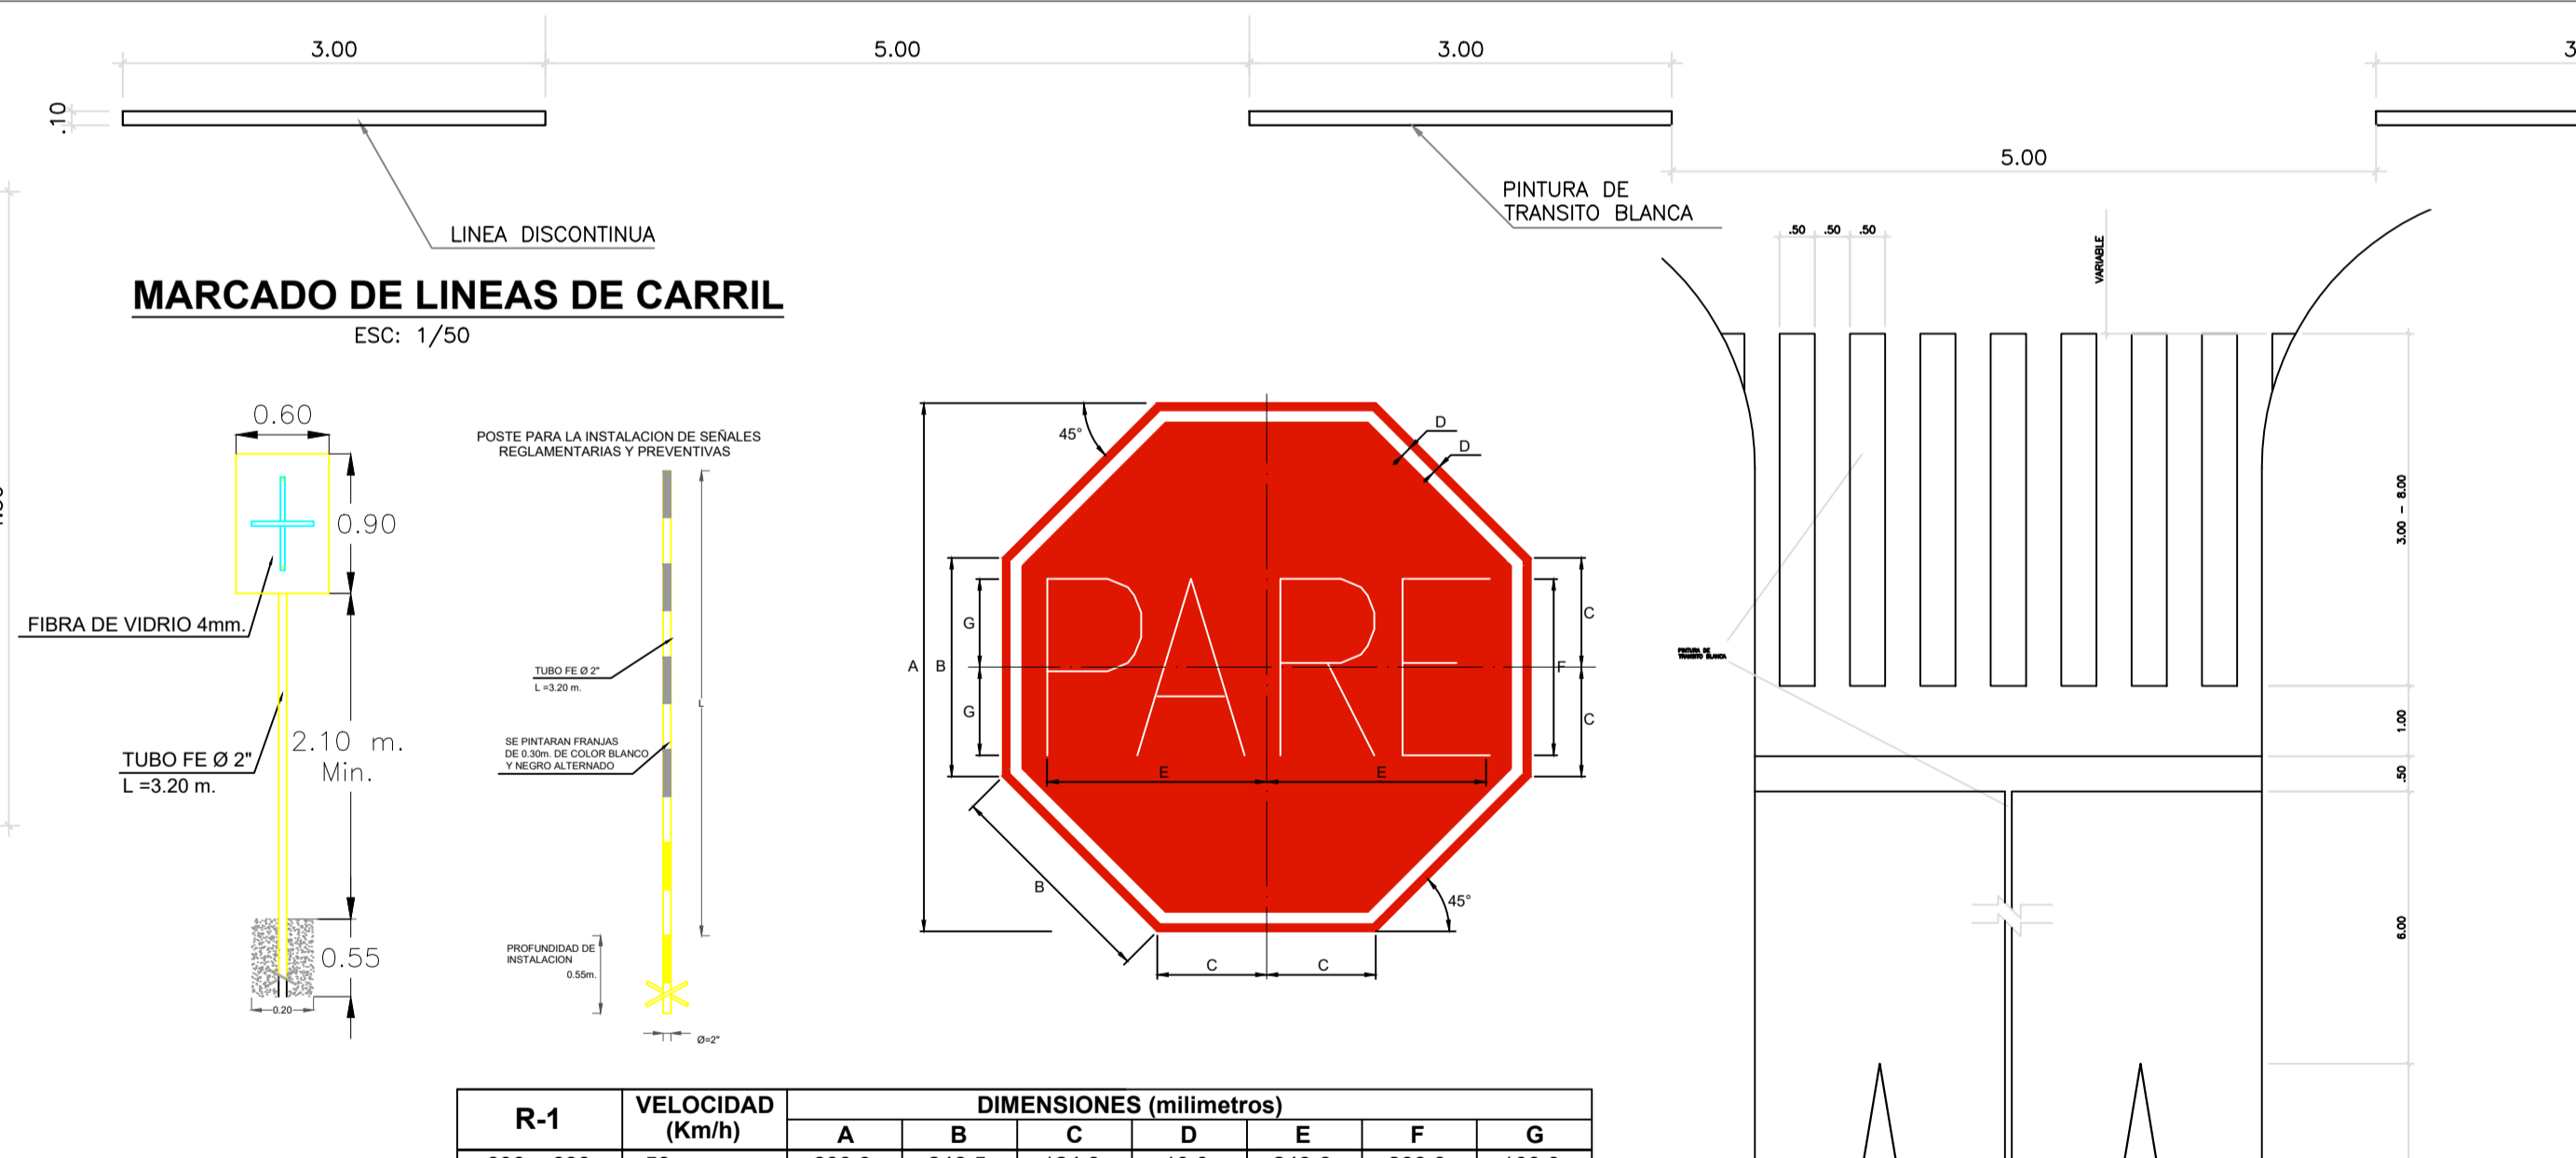 3.00
5.00
3.00
.10
5.00
LINEA DISCONTINUA
PINTURA DE
TRANSITO BLANCA
MARCADO DE LINEAS DE CARRIL
ESC: 1/50
.50 .50 .50
VARIABLE
0.60
0.90
FIBRA DE VIDRIO 4mm.
TUBO FE Ø 2"
L =3.20 m.
2.10 m.
Min.
0.55
0.20
POSTE PARA LA INSTALACION DE SEÑALES
REGLAMENTARIAS Y PREVENTIVAS
TUBO FE Ø 2"
L =3.20 m.
L
SE PINTARAN FRANJAS
DE 0.30m. DE COLOR BLANCO
Y NEGRO ALTERNADO
PROFUNDIDAD DE
INSTALACION
0.55m.
Ø=2"
45°
D
D
PARE
A
B
G
G
C
C
F
E
E
B
C
C
45°
PINTURA DE
TRANSITO BLANCA
3.00 - 8.00
1.00
.50
6.00
R-1
VELOCIDAD
(Km/h)
DIMENSIONES (milimetros)
A B C D E F G